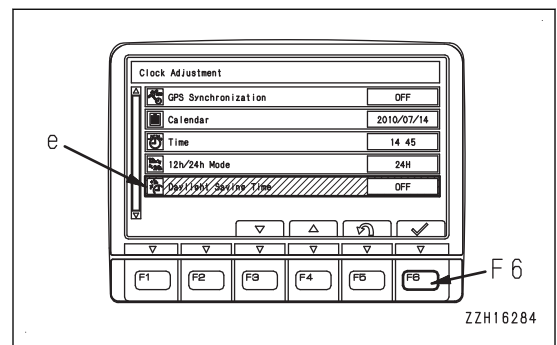 Clock Adjustment
GPS Synchronization OFF
Calendar 2010/07/14
Time 14 45
12h/24h Mode 24H
e
Daylight Saving Time OFF
F1 F2 F3 F4 F5 F6
F6
ZZH16284